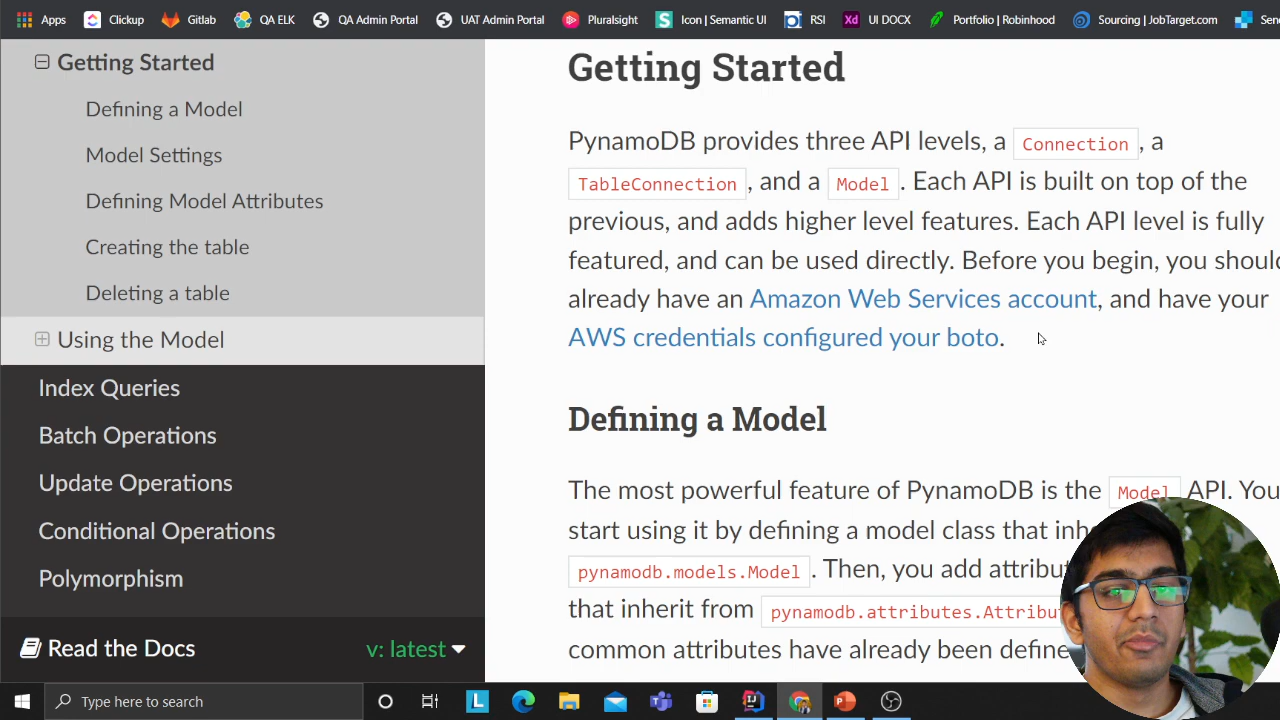 Apps Clickup Gitlab QA ELK QA Admin Portal UAT Admin Portal Pluralsight Icon | Semantic UI RSI Xd UI DOCX Portfolio | Robinhood Sourcing | JobTarget.com Sen
Getting Started
Defining a Model
Model Settings
Defining Model Attributes
Creating the table
Deleting a table
Using the Model
Index Queries
Batch Operations
Update Operations
Conditional Operations
Polymorphism
Read the Docs v: latest
Getting Started
PynamoDB provides three API levels, a Connection , a
TableConnection , and a Model . Each API is built on top of the
previous, and adds higher level features. Each API level is fully
featured, and can be used directly. Before you begin, you should
already have an Amazon Web Services account, and have your
AWS credentials configured your boto.
Defining a Model
The most powerful feature of PynamoDB is the Model API. You
start using it by defining a model class that inh
pynamodb.models.Model . Then, you add attribut
that inherit from pynamodb.attributes.Attribut
common attributes have already been define
Type here to search